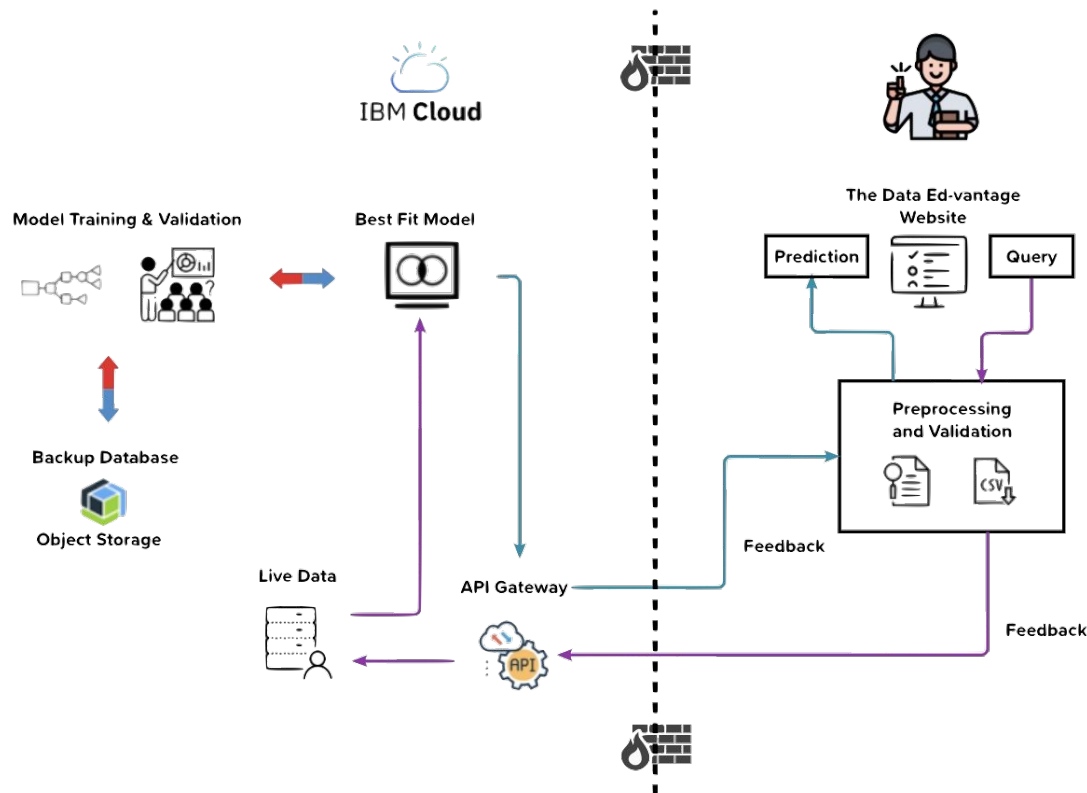 IBM Cloud
The Data Ed-vantage
Website
Model Training & Validation
Best Fit Model
Prediction
Query
?
Preprocessing
and Validation
CSV
Backup Database
Object Storage
Feedback
Live Data
API Gateway
Feedback
API